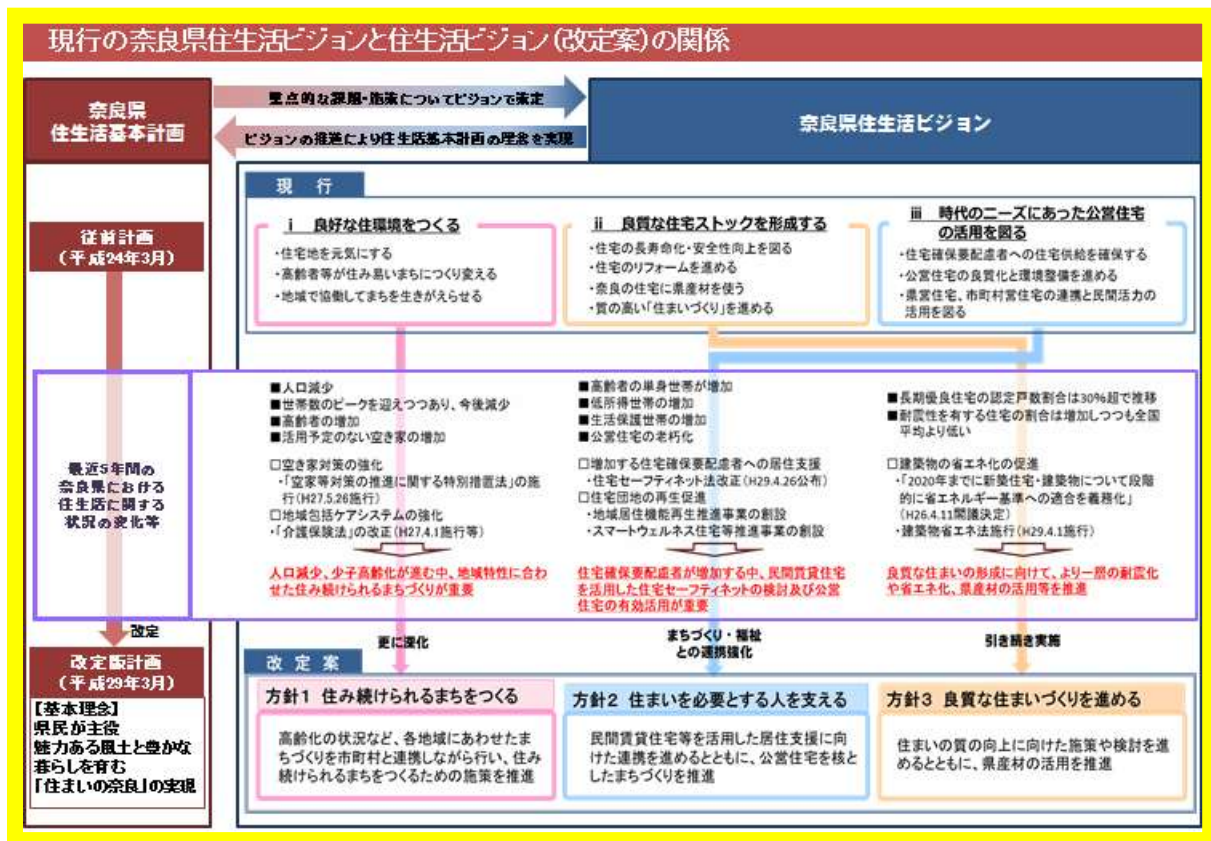 現行の奈良県住生活ビジョンと住生活ビジョン(改定案)の関係
奈良県
住生活基本計画
重点的な課題・施策についてビジョンで策定
ビジョンの推進により住生活基本計画の理念を実現
奈良県住生活ビジョン
従前計画
(平成24年3月)
現 行
ⅰ 良好な住環境をつくる
・住宅地を元気にする
・高齢者等が住み易いまちにつくり変える
・地域で協働してまちを生きがえらせる
ⅱ 良質な住宅ストックを形成する
・住宅の長寿命化・安全性向上を図る
・住宅のリフォームを進める
・奈良の住宅に県産材を使う
・質の高い「住まいづくり」を進める
ⅲ 時代のニーズにあった公営住宅
の活用を図る
・住宅確保要配慮者への住宅供給を確保する
・公営住宅の良質化と環境整備を進める
・県営住宅、市町村営住宅の連携と民間活力の
活用を図る
最近5年間の
奈良県における
住生活に関する
状況の変化等
■人口減少
■世帯数のピークを迎えつつあり、今後減少
■高齢者の増加
■活用予定のない空き家の増加
□空き家対策の強化
・「空家等対策の推進に関する特別措置法」の施
行(H27.5.26施行)
□地域包括ケアシステムの強化
・「介護保険法」の改正(H27.4.1施行等)
人口減少、少子高齢化が進む中、地域特性に合わ
せた住み続けられるまちづくりが重要
■高齢者の単身世帯が増加
■低所得世帯の増加
■生活保護世帯の増加
■公営住宅の老朽化
□増加する住宅確保要配慮者への居住支援
・住宅セーフティネット法改正(H29.4.26公布)
□住宅団地の再生促進
・地域居住機能再生推進事業の創設
・スマートウェルネス住宅等推進事業の創設
住宅確保要配慮者が増加する中、民間賃貸住宅
を活用した住宅セーフティネットの検討及び公営
住宅の有効活用が重要
■長期優良住宅の認定戸数割合は30%超で推移
■耐震性を有する住宅の割合は増加しつつも全国
平均より低い
□建築物の省エネ化の促進
・「2020年までに新築住宅・建築物について段階
的に省エネルギー基準への適合を義務化」
(H26.4.11閣議決定)
・建築物省エネ法施行(H29.4.1施行)
良質な住まいの形成に向けて、より一層の耐震化
や省エネ化、県産材の活用等を推進
改定
更に深化
まちづくり・福祉
との連携強化
引き続き実施
改定版計画
(平成29年3月)
【基本理念】
県民が主役
魅力ある風土と豊かな
暮らしを育む
「住まいの奈良」の実現
改 定 案
方針1 住み続けられるまちをつくる
高齢化の状況など、各地域にあわせたま
ちづくりを市町村と連携しながら行い、住み
続けられるまちをつくるための施策を推進
方針2 住まいを必要とする人を支える
民間賃貸住宅等を活用した居住支援に向
けた連携を進めるとともに、公営住宅を核と
したまちづくりを推進
方針3 良質な住まいづくりを進める
住まいの質の向上に向けた施策や検討を進
めるとともに、県産材の活用を推進